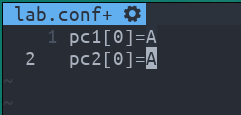 lab.conf+
1 pc1[0]=A
2 pc2[0]=A
~
~